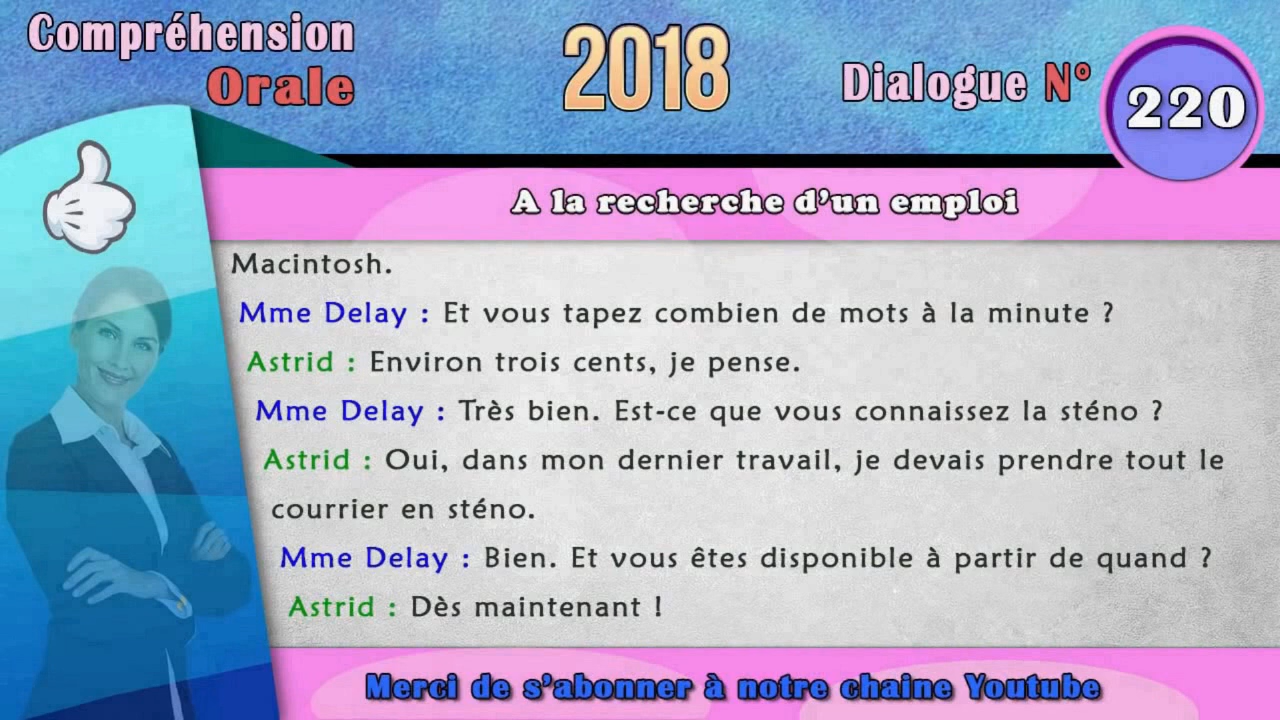 Compréhension
Orale
2018
Dialogue N° 220
A la recherche d'un emploi
Macintosh.
Mme Delay : Et vous tapez combien de mots à la minute ?
Astrid : Environ trois cents, je pense.
Mme Delay : Très bien. Est-ce que vous connaissez la sténo ?
Astrid : Oui, dans mon dernier travail, je devais prendre tout le
courrier en sténo.
Mme Delay : Bien. Et vous êtes disponible à partir de quand ?
Astrid : Dès maintenant !
Merci de s'abonner à notre chaine Youtube